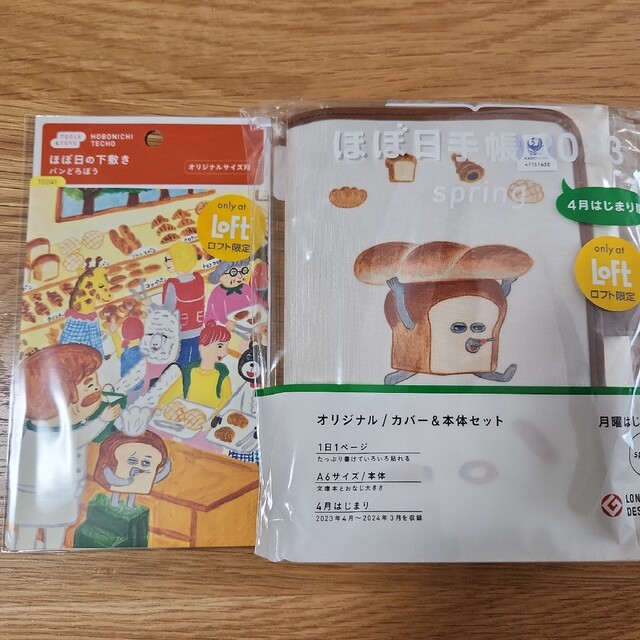 TOOLS & TOYS
HOBONICHI TECHO
ほぼ日の下敷き
パンどろぼう
オリジナルサイズ用
TODAY
only at
LoFt
ロフト限定
ほぼ日手帳 2023
spring
4月はじまり
only at
LoFt
ロフト限定
オリジナル/カバー&本体セット
1日1ページ
たっぷり書けていろいろ貼れる
A6サイズ/本体
文庫本とおなじ大きさ
4月はじまり
2023年4月〜2024年3月を収録
月曜はじ
LON
DES